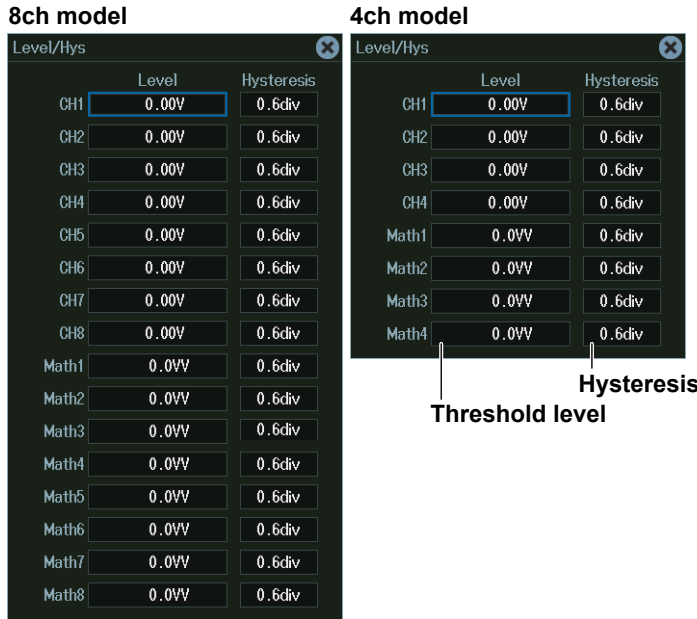 8ch model
Level/Hys
Level Hysteresis
CH1 0.00V 0.6div
CH2 0.00V 0.6div
CH3 0.00V 0.6div
CH4 0.00V 0.6div
CH5 0.00V 0.6div
CH6 0.00V 0.6div
CH7 0.00V 0.6div
CH8 0.00V 0.6div
Math1 0.0VV 0.6div
Math2 0.0VV 0.6div
Math3 0.0VV 0.6div
Math4 0.0VV 0.6div
Math5 0.0VV 0.6div
Math6 0.0VV 0.6div
Math7 0.0VV 0.6div
Math8 0.0VV 0.6div
4ch model
Level/Hys
Level Hysteresis
CH1 0.00V 0.6div
CH2 0.00V 0.6div
CH3 0.00V 0.6div
CH4 0.00V 0.6div
Math1 0.0VV 0.6div
Math2 0.0VV 0.6div
Math3 0.0VV 0.6div
Math4 0.0VV 0.6div
Hysteresis
Threshold level